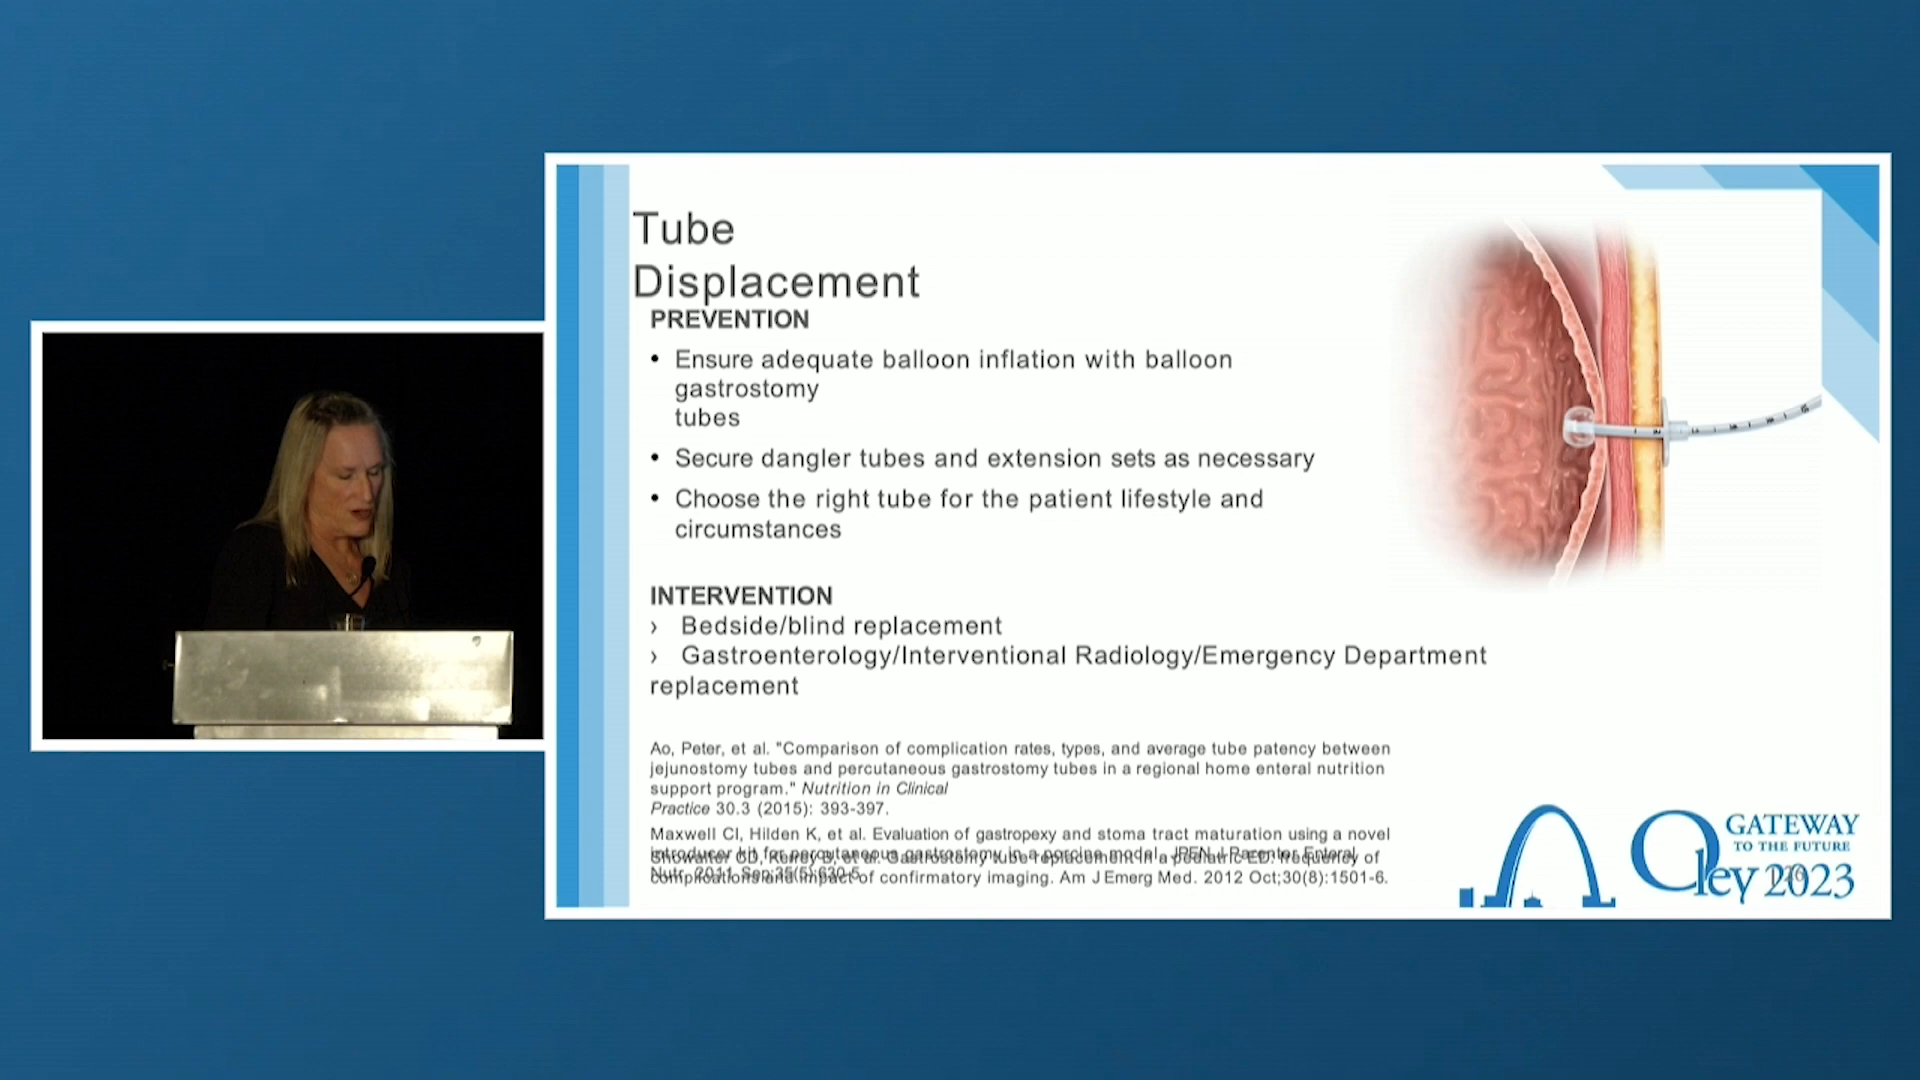 Tube
Displacement
PREVENTION
• Ensure adequate balloon inflation with balloon
gastrostomy
tubes
• Secure dangler tubes and extension sets as necessary
• Choose the right tube for the patient lifestyle and
circumstances
INTERVENTION
› Bedside/blind replacement
› Gastroenterology/Interventional Radiology/Emergency Department
replacement
Ao, Peter, et al. "Comparison of complication rates, types, and average tube patency between
jejunostomy tubes and percutaneous gastrostomy tubes in a regional home enteral nutrition
support program." Nutrition in Clinical
Practice 30.3 (2015): 393-397.
Maxwell CI, Hilden K, et al. Evaluation of gastropexy and stoma tract maturation using a novel
introducer kit for percutaneous gastrostomy in a porcine model. JPEN J Parenter Enteral
Nutr. 2011 Sep;35(5):630-5.
Showalter CD, Kerrey B, et al. Gastrostomy tube replacement in a pediatric ED: frequency of
complications and impact of confirmatory imaging. Am J Emerg Med. 2012 Oct;30(8):1501-6.
GATEWAY
TO THE FUTURE
Oley 2023